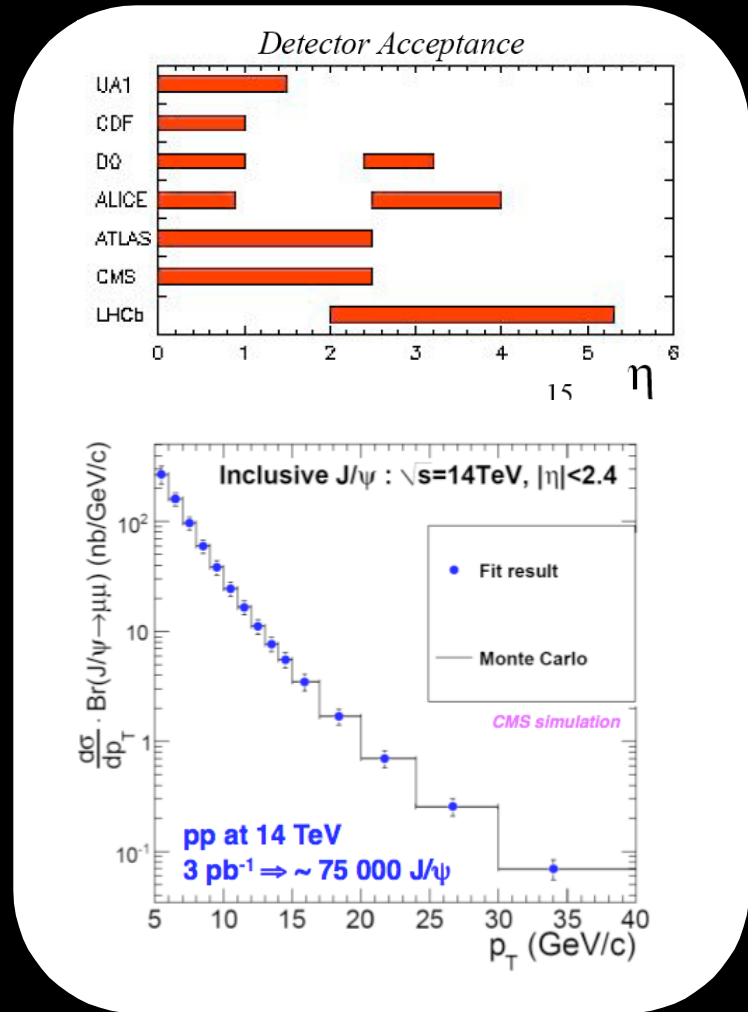 Detector Acceptance
UA1
CDF
D0
ALICE
ATLAS
CMS
LHCb
0 1 2 3 4 5 6
η
15
Inclusive J/ψ : √s=14TeV, |η|<2.4
dσ/dp_T · Br(J/ψ→μμ) (nb/GeV/c)
10²
10
1
10⁻¹
Fit result
Monte Carlo
CMS simulation
pp at 14 TeV
3 pb⁻¹ ⇒ ~ 75 000 J/ψ
5 10 15 20 25 30 35 40
p_T (GeV/c)